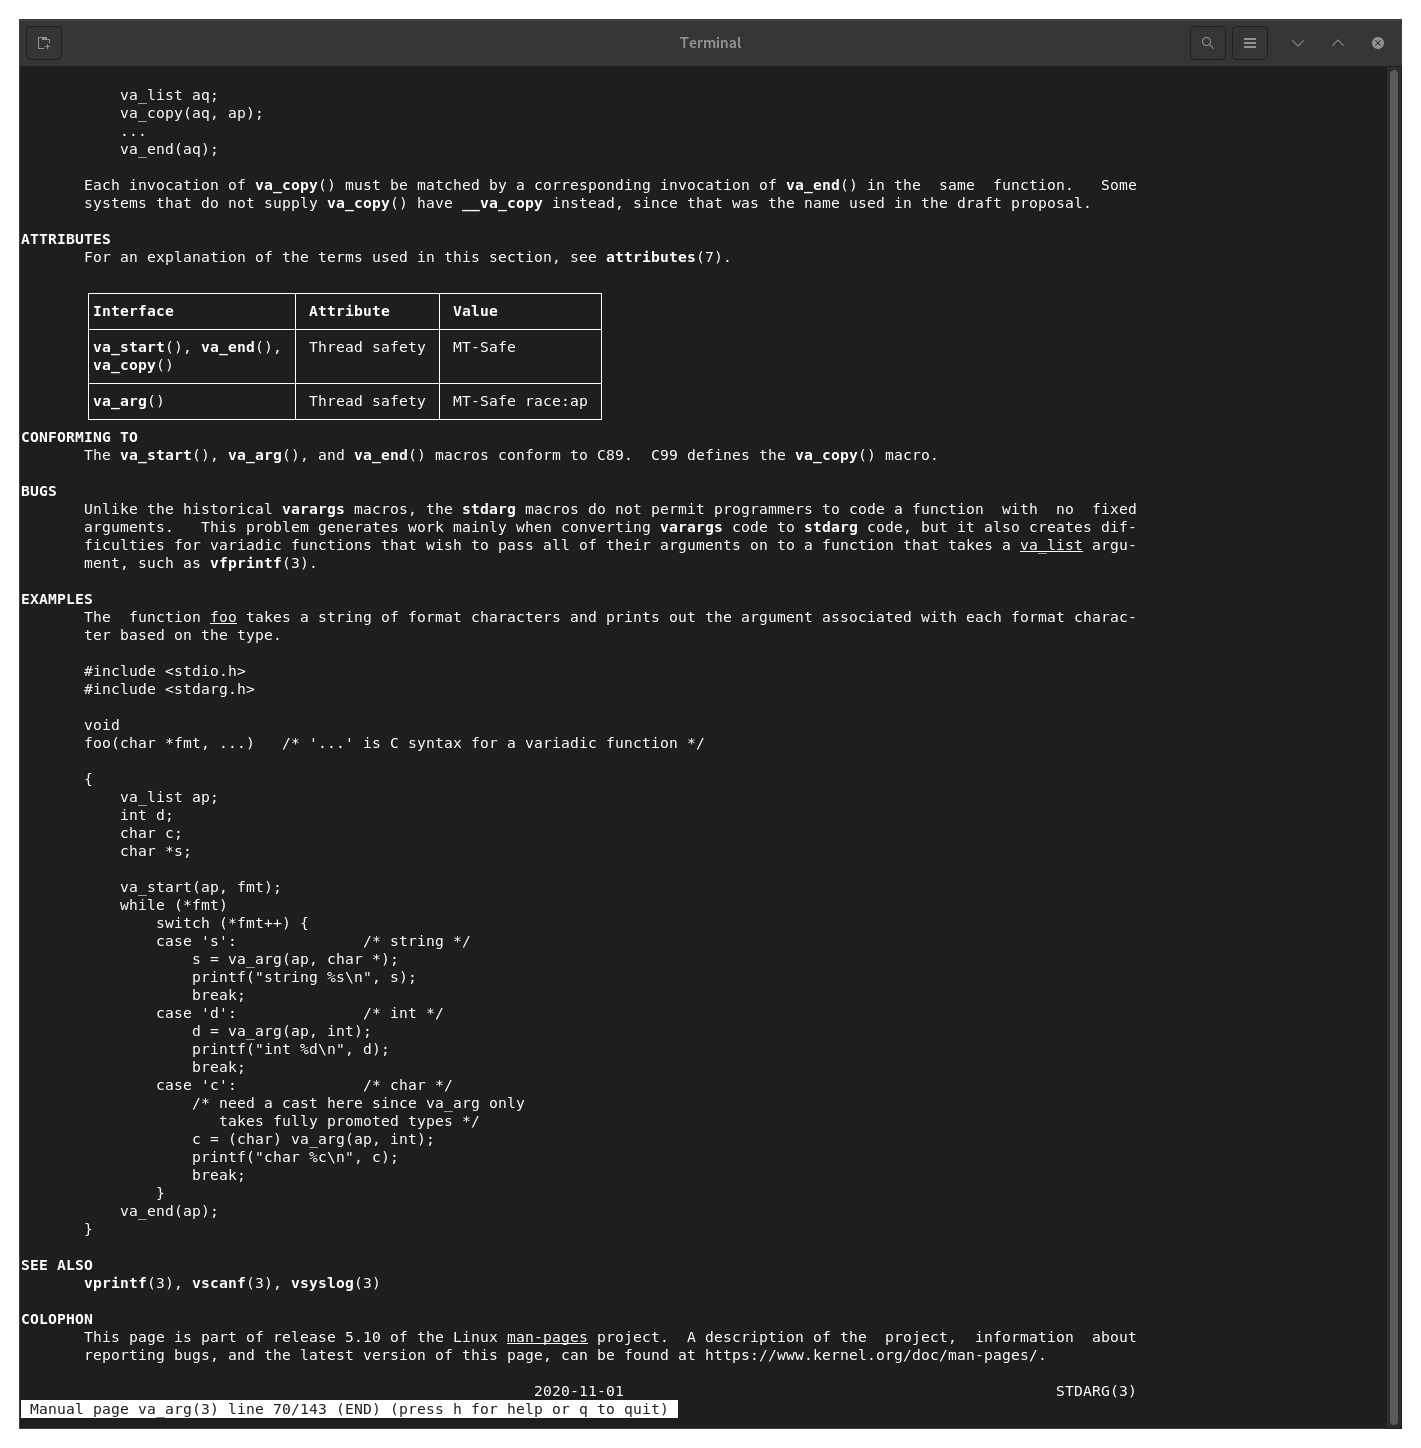 Terminal
            va_list aq;
            va_copy(aq, ap);
            ...
            va_end(aq);

       Each invocation of va_copy() must be matched by a corresponding invocation of va_end() in the  same  function.   Some
       systems that do not supply va_copy() have __va_copy instead, since that was the name used in the draft proposal.

ATTRIBUTES
       For an explanation of the terms used in this section, see attributes(7).

        Interface               Attribute       Value
        va_start(), va_end(),   Thread safety   MT-Safe
        va_copy()
        va_arg()                Thread safety   MT-Safe race:ap
CONFORMING TO
       The va_start(), va_arg(), and va_end() macros conform to C89.  C99 defines the va_copy() macro.

BUGS
       Unlike the historical varargs macros, the stdarg macros do not permit programmers to code a function  with  no  fixed
       arguments.   This problem generates work mainly when converting varargs code to stdarg code, but it also creates dif-
       ficulties for variadic functions that wish to pass all of their arguments on to a function that takes a va_list argu-
       ment, such as vfprintf(3).

EXAMPLES
       The  function foo takes a string of format characters and prints out the argument associated with each format charac-
       ter based on the type.

       #include <stdio.h>
       #include <stdarg.h>

       void
       foo(char *fmt, ...)   /* '...' is C syntax for a variadic function */

       {
           va_list ap;
           int d;
           char c;
           char *s;

           va_start(ap, fmt);
           while (*fmt)
               switch (*fmt++) {
               case 's':              /* string */
                   s = va_arg(ap, char *);
                   printf("string %s\n", s);
                   break;
               case 'd':              /* int */
                   d = va_arg(ap, int);
                   printf("int %d\n", d);
                   break;
               case 'c':              /* char */
                   /* need a cast here since va_arg only
                      takes fully promoted types */
                   c = (char) va_arg(ap, int);
                   printf("char %c\n", c);
                   break;
               }
           va_end(ap);
       }

SEE ALSO
       vprintf(3), vscanf(3), vsyslog(3)

COLOPHON
       This page is part of release 5.10 of the Linux man-pages project.  A description of the  project,  information  about
       reporting bugs, and the latest version of this page, can be found at https://www.kernel.org/doc/man-pages/.

                                                         2020-11-01                                                STDARG(3)
 Manual page va_arg(3) line 70/143 (END) (press h for help or q to quit)